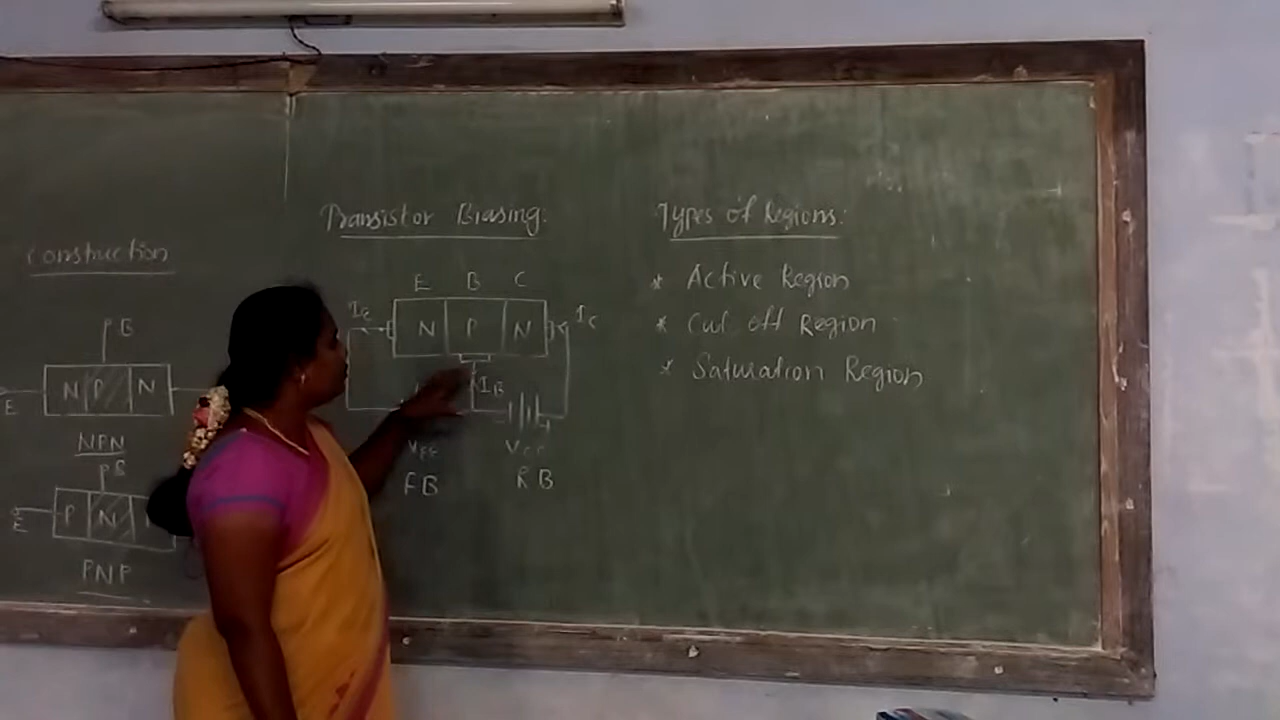 Construction
B
N P N
E
NPN
B
P N
E
PNP
Transistor Biasing:
E B C
IE N P N IC
IB
VEE VCC
FB RB
Types of Regions:
* Active Region
* Cut off Region
* Saturation Region